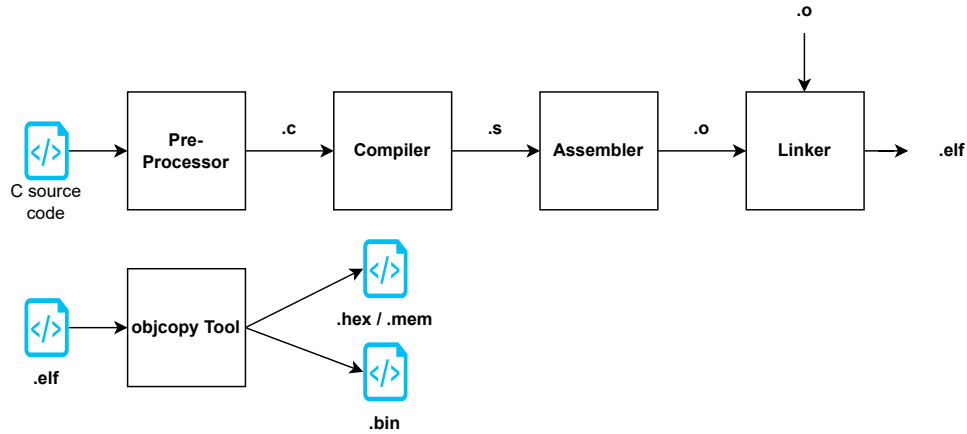 .o
Pre-
Processor
.c
Compiler
.s
Assembler
.o
Linker
.elf
</>
C source
code
</>
.elf
objcopy Tool
</>
.hex / .mem
</>
.bin